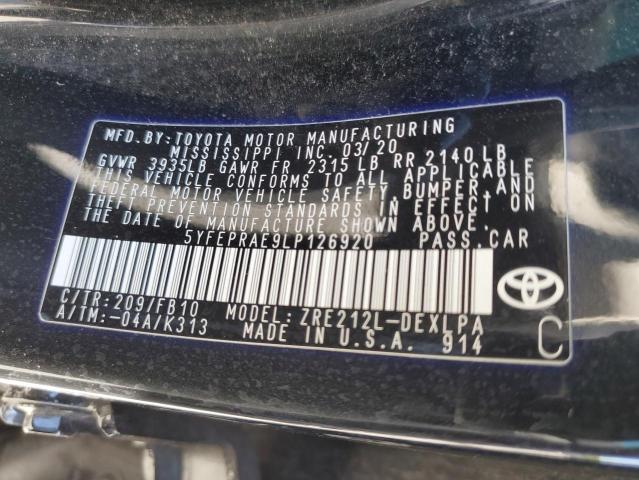 MFD.BY:TOYOTA MOTOR MANUFACTURING
MISSISSIPPI INC. 03/20
GVWR 3935LB GAWR FR 2315 LB RR 2140 LB
THIS VEHICLE CONFORMS TO ALL APPLICABLE
FEDERAL MOTOR VEHICLE SAFETY, BUMPER, AND
THEFT PREVENTION STANDARDS IN EFFECT ON
THE DATE OF MANUFACTURE SHOWN ABOVE.
5YFEPRAE9LP126920 PASS.CAR
C/TR:209/FB10 MODEL: ZRE212L-DEXLPA
A/TM:-04A/K313 MADE IN U.S.A. 914
C